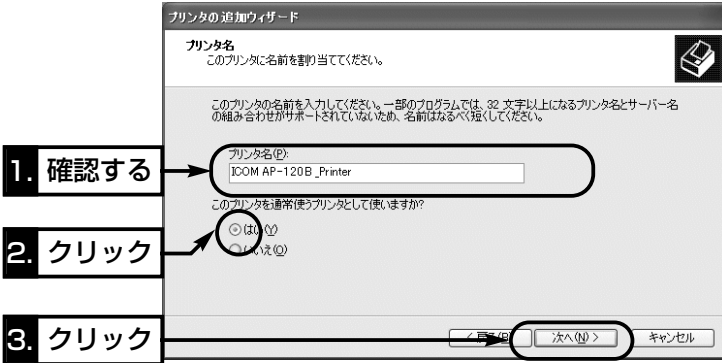 プリンタの追加ウィザード
プリンタ名
このプリンタに名前を割り当ててください。
このプリンタの名前を入力してください。一部のプログラムでは、32 文字以上になるプリンタ名とサーバー名
の組み合わせがサポートされていないため、名前はなるべく短くしてください。
プリンタ名(P):
1. 確認する
ICOM AP-120B_Printer
このプリンタを通常使うプリンタとして使いますか?
はい(Y)
2. クリック
いいえ(O)
3. クリック
< 戻る(B) 次へ(N) > キャンセル